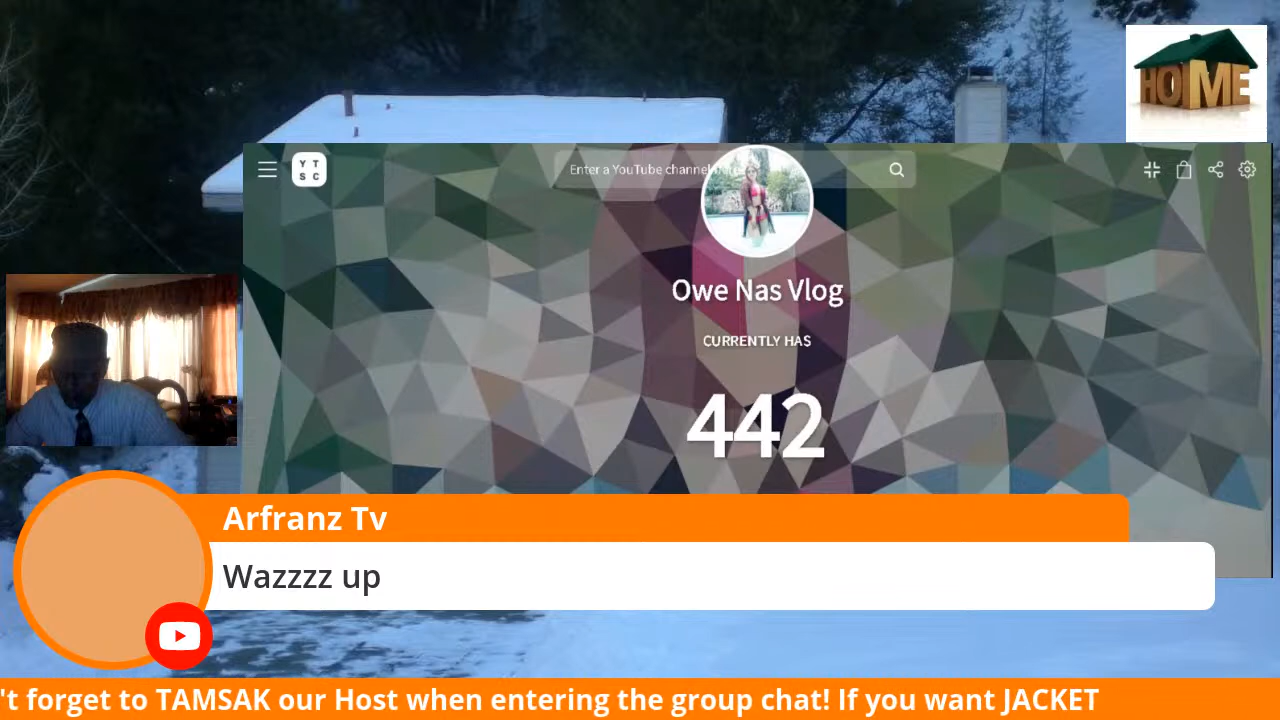 HOME
Y T
S C
Enter a YouTube channel
Owe Nas Vlog
CURRENTLY HAS
442
Arfranz Tv
Wazzzz up
't forget to TAMSAK our Host when entering the group chat! If you want JACKET